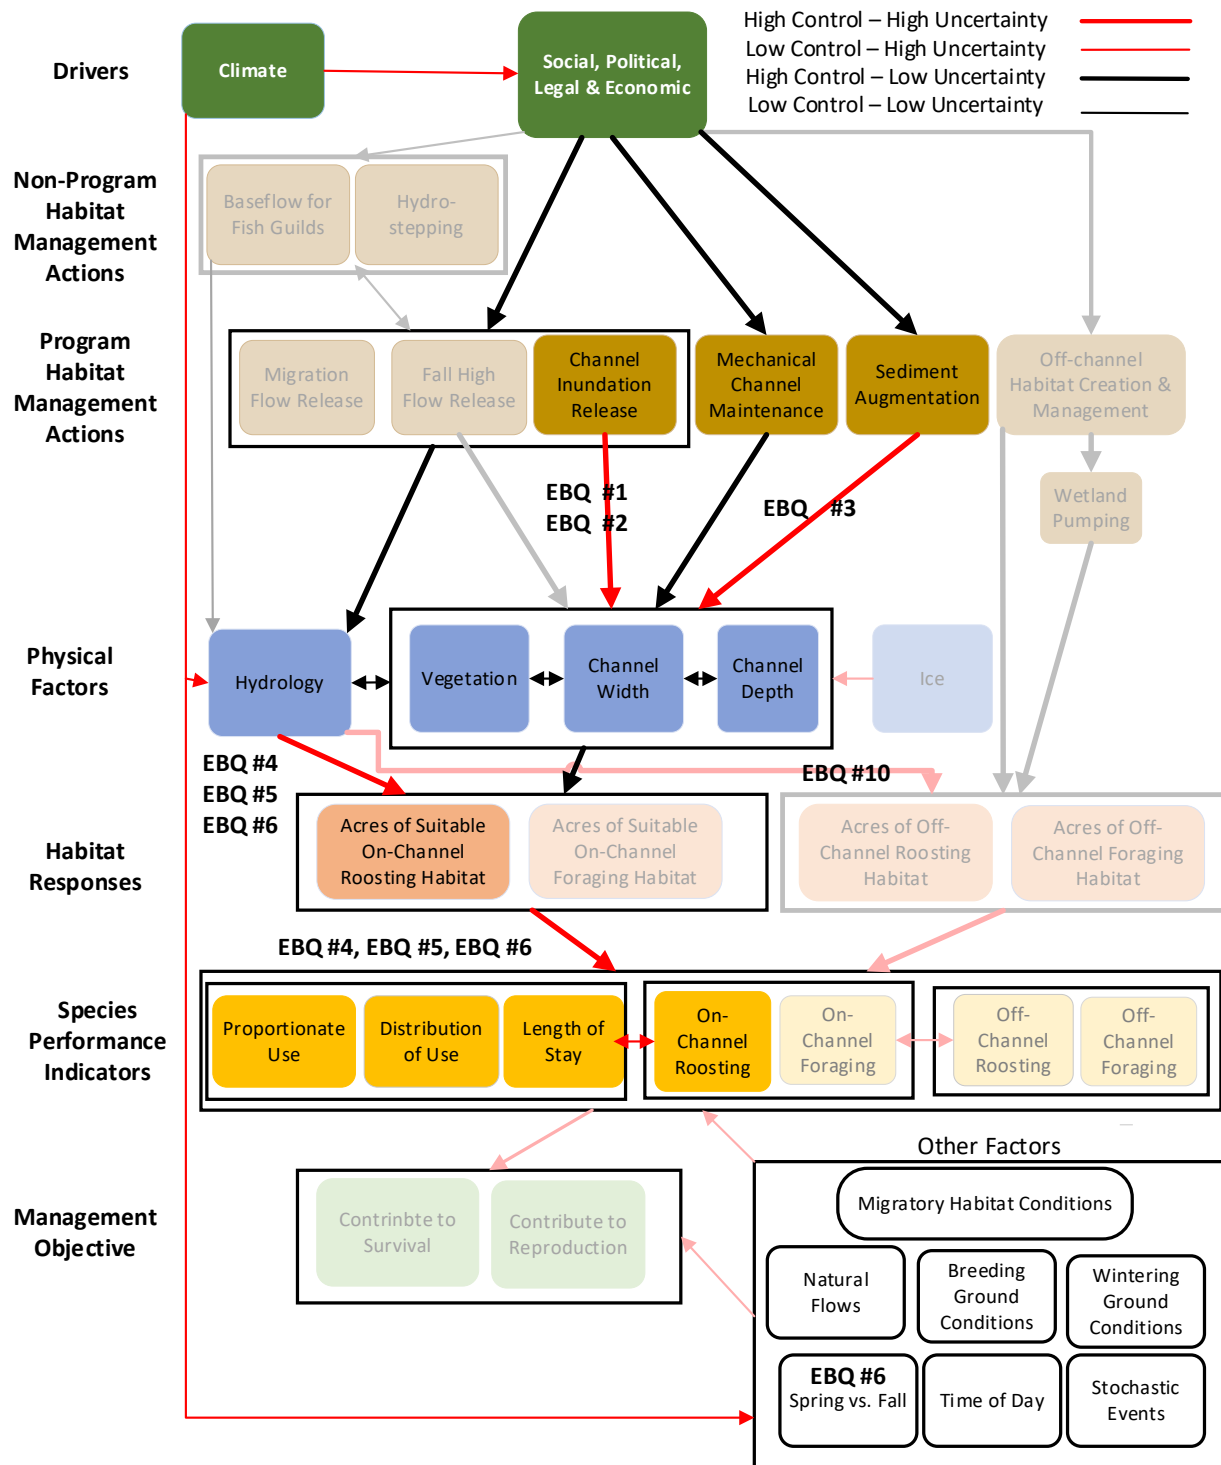 High Control – High Uncertainty
Low Control – High Uncertainty
High Control – Low Uncertainty
Low Control – Low Uncertainty
Drivers
Climate
Social, Political,
Legal & Economic
Non-Program
Habitat
Management
Actions
Baseflow for
Fish Guilds
Hydro-
stepping
Program
Habitat
Management
Actions
Migration
Flow Release
Fall High
Flow Release
Channel
Inundation
Release
Mechanical
Channel
Maintenance
Sediment
Augmentation
Off-channel
Habitat Creation &
Management
EBQ #1
EBQ #2
EBQ #3
Wetland
Pumping
Physical
Factors
Hydrology
Vegetation
Channel
Width
Channel
Depth
Ice
EBQ #4
EBQ #5
EBQ #6
EBQ #10
Habitat
Responses
Acres of Suitable
On-Channel
Roosting Habitat
Acres of Suitable
On-Channel
Foraging Habitat
Acres of Off-
Channel Roosting
Habitat
Acres of Off-
Channel Foraging
Habitat
EBQ #4, EBQ #5, EBQ #6
Species
Performance
Indicators
Proportionate
Use
Distribution
of Use
Length of
Stay
On-
Channel
Roosting
On-
Channel
Foraging
Off-
Channel
Roosting
Off-
Channel
Foraging
Management
Objective
Contrinbte to
Survival
Contribute to
Reproduction
Other Factors
Migratory Habitat Conditions
Natural
Flows
Breeding
Ground
Conditions
Wintering
Ground
Conditions
EBQ #6
Spring vs. Fall
Time of Day
Stochastic
Events